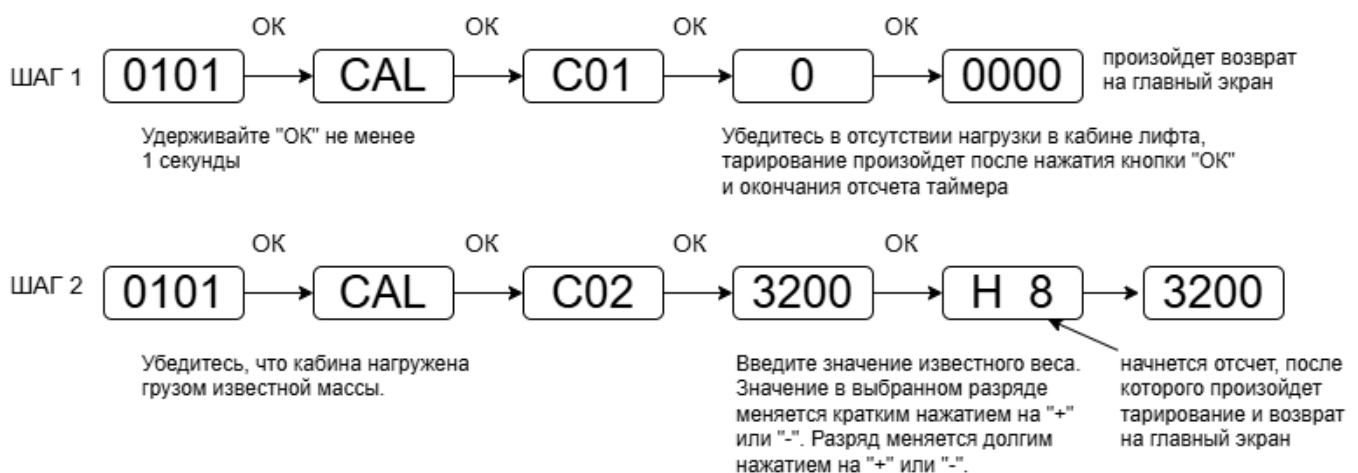 ОК ОК ОК ОК
ШАГ 1 0101 CAL C01 0 0000 произойдет возврат
на главный экран
Удерживайте "ОК" не менее
1 секунды
Убедитесь в отсутствии нагрузки в кабине лифта,
тарирование произойдет после нажатия кнопки "ОК"
и окончания отсчета таймера
ОК ОК ОК ОК
ШАГ 2 0101 CAL C02 3200 H 8 3200
Убедитесь, что кабина нагружена
грузом известной массы.
Введите значение известного веса.
Значение в выбранном разряде
меняется кратким нажатием на "+"
или "-". Разряд меняется долгим
нажатием на "+" или "-".
начнется отсчет, после
которого произойдет
тарирование и возврат
на главный экран